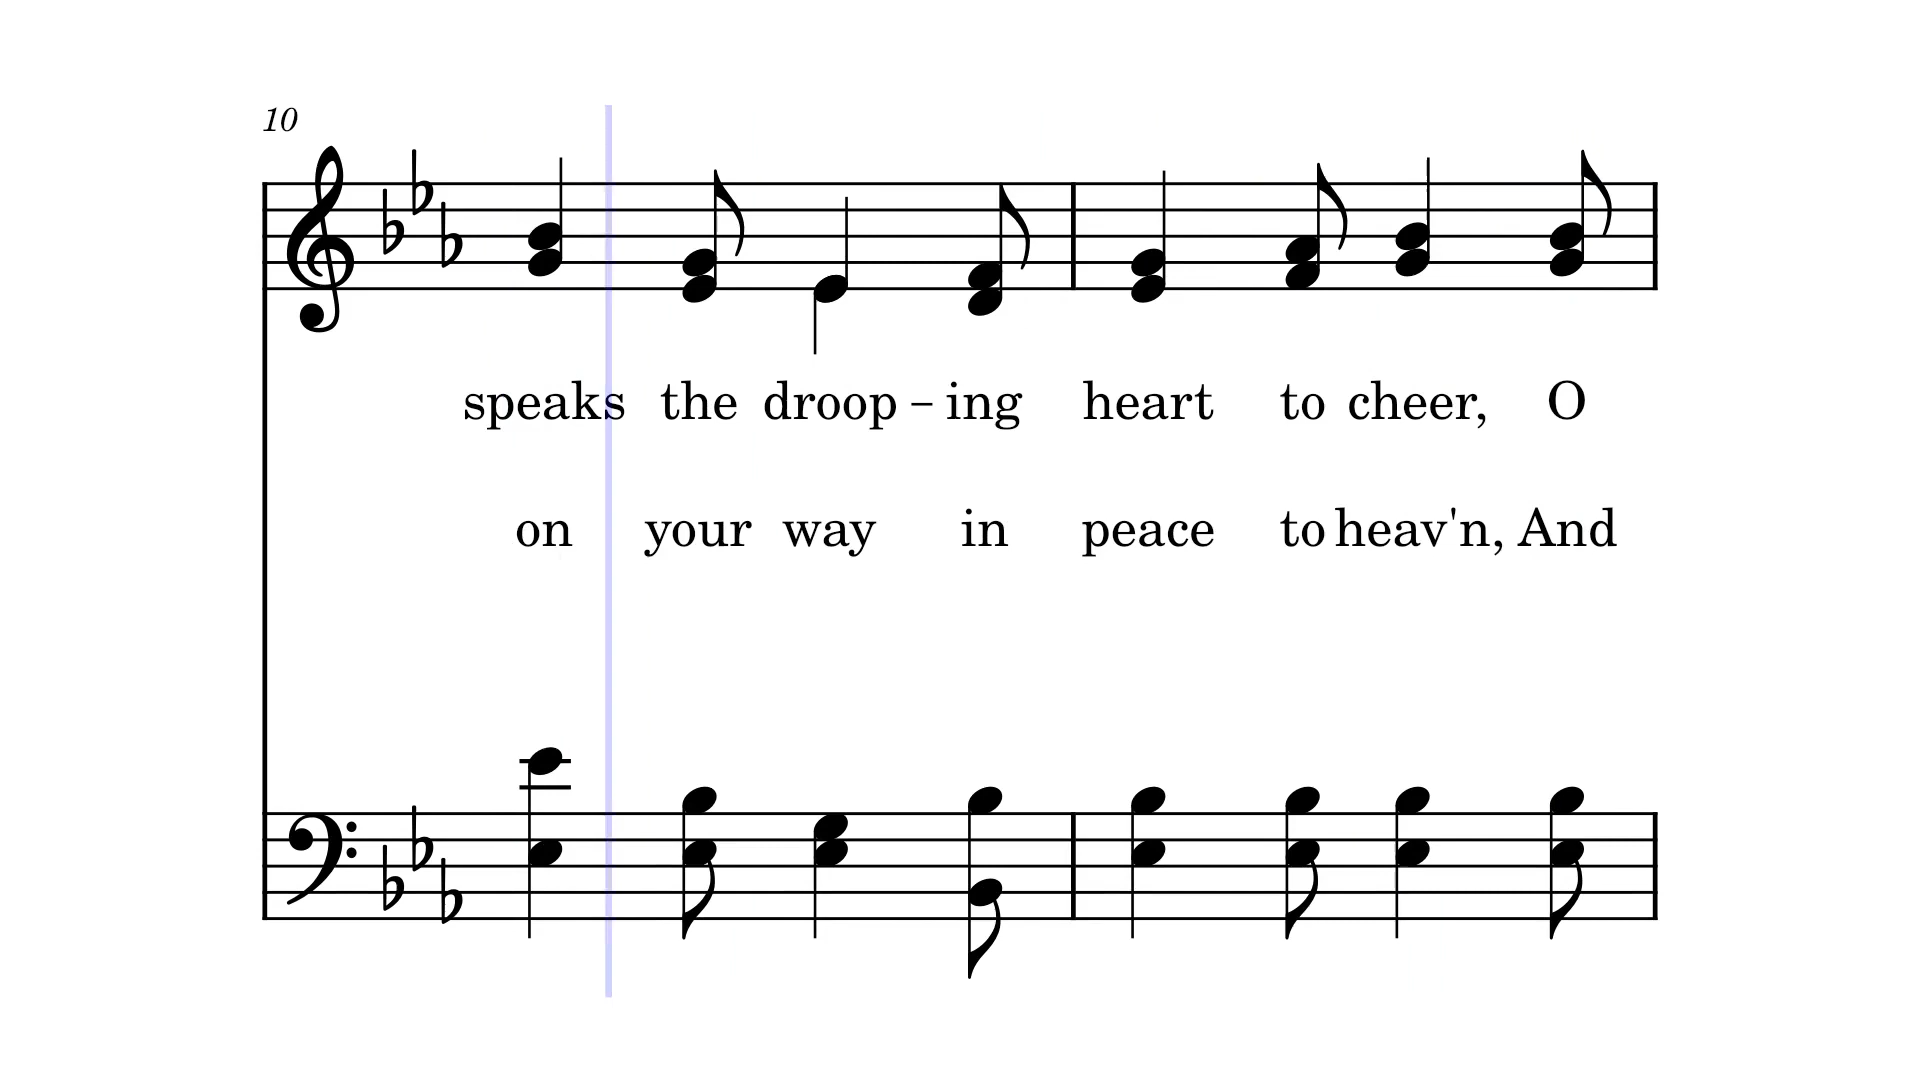 10
speaks the droop - ing heart to cheer, O
on your way in peace to heav'n, And